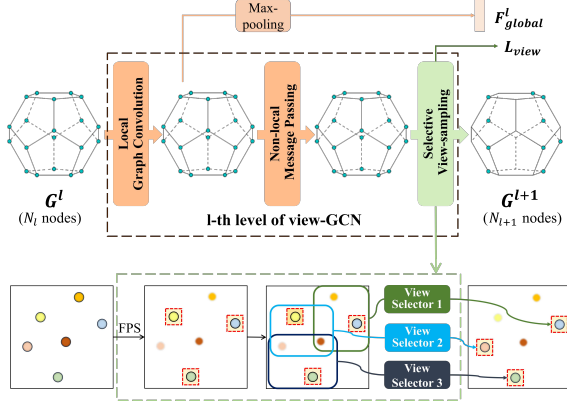 Max-
pooling
F^l_global
L_view
Local
Graph Convolution
Non-local
Message Passing
Selective
View-sampling
G^l
(N_l nodes)
l-th level of view-GCN
G^{l+1}
(N_{l+1} nodes)
FPS
View
Selector 1
View
Selector 2
View
Selector 3